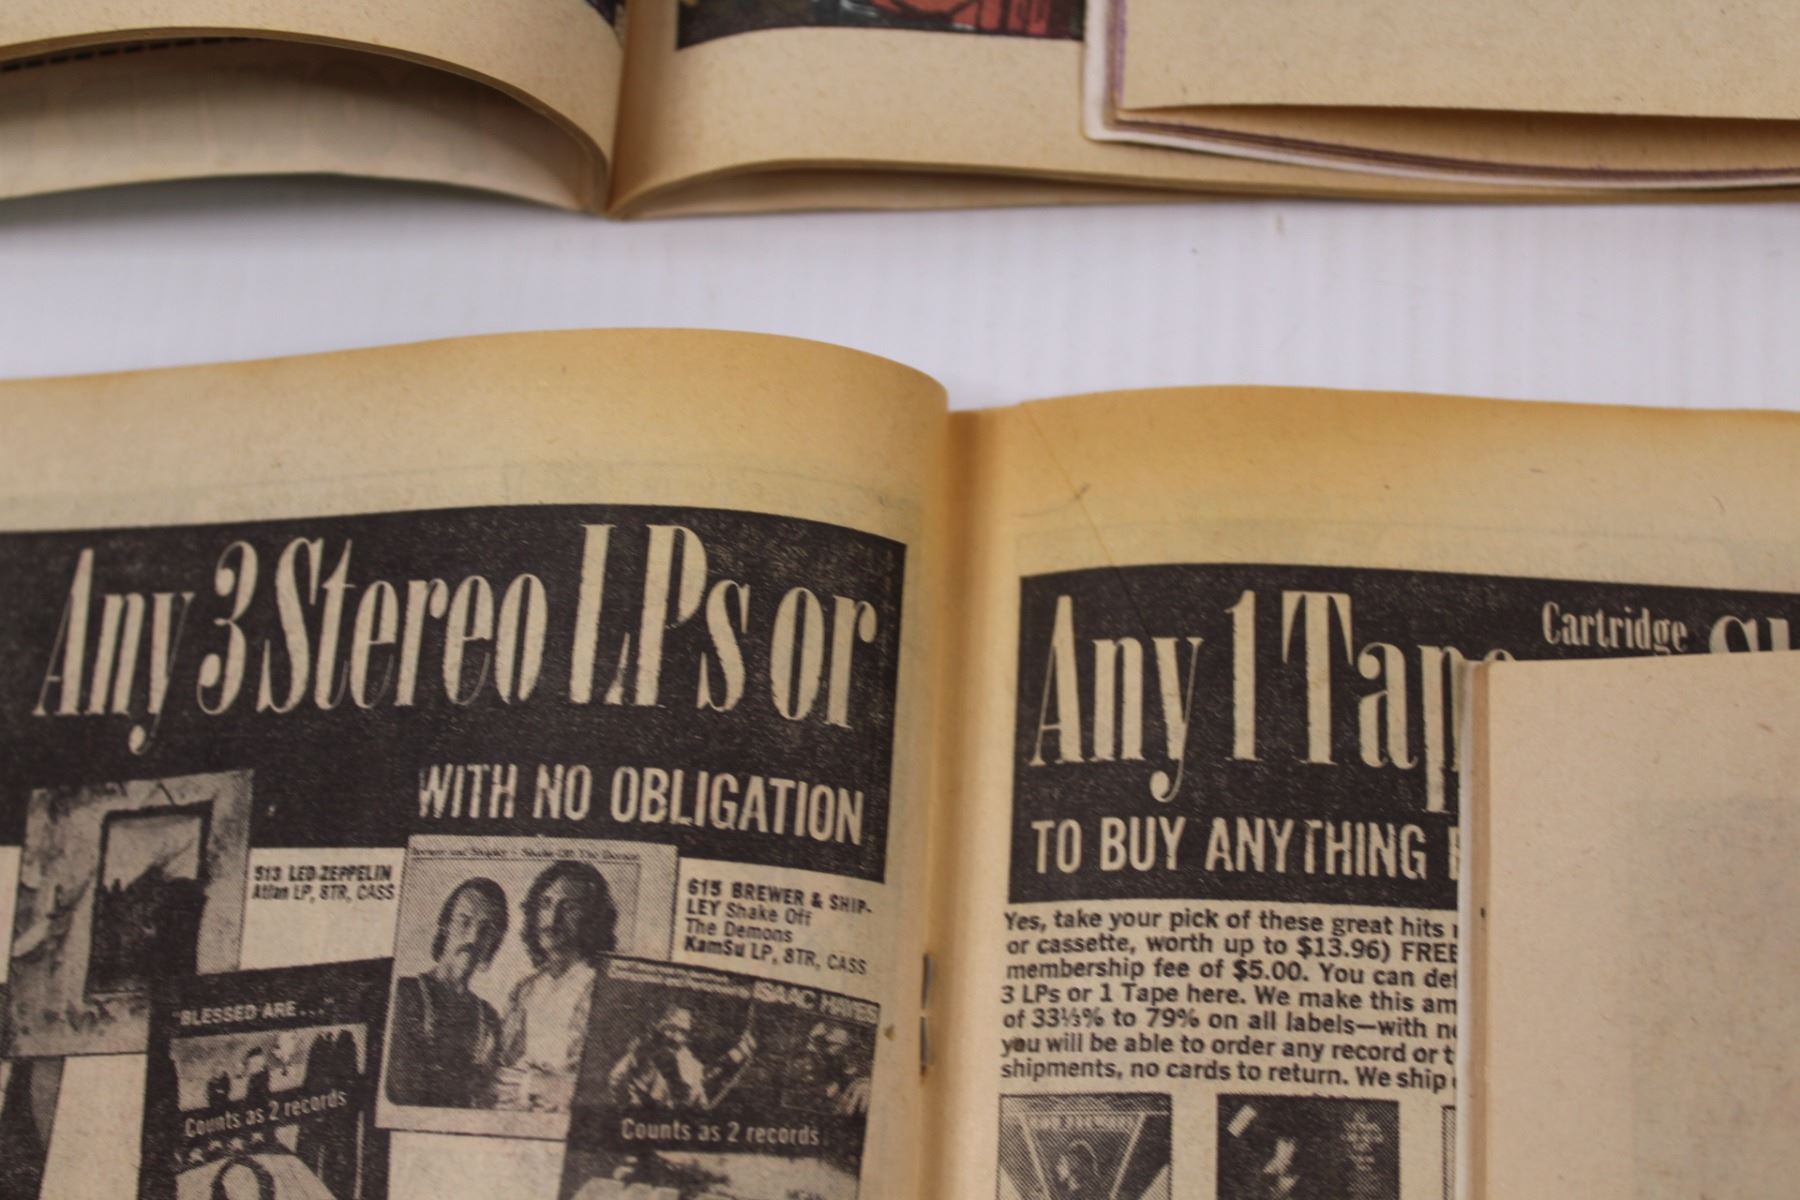 Any 3 Stereo LPs or
WITH NO OBLIGATION
513 LED ZEPPELIN
Atlan LP, 8TR, CASS
615 BREWER & SHIP-
LEY Shake Off
The Demons
KamSu LP, 8TR, CASS
"BLESSED ARE..."
Counts as 2 records
ISAAC HAYES
Counts as 2 records
Any 1 Tape
Cartridge
TO BUY ANYTHING
Yes, take your pick of these great hits
or cassette, worth up to $13.96) FREE
membership fee of $5.00. You can
3 LPs or 1 Tape here. We make this
of 33⅓% to 79% on all labels—with
you will be able to order any record or
shipments, no cards to return. We ship